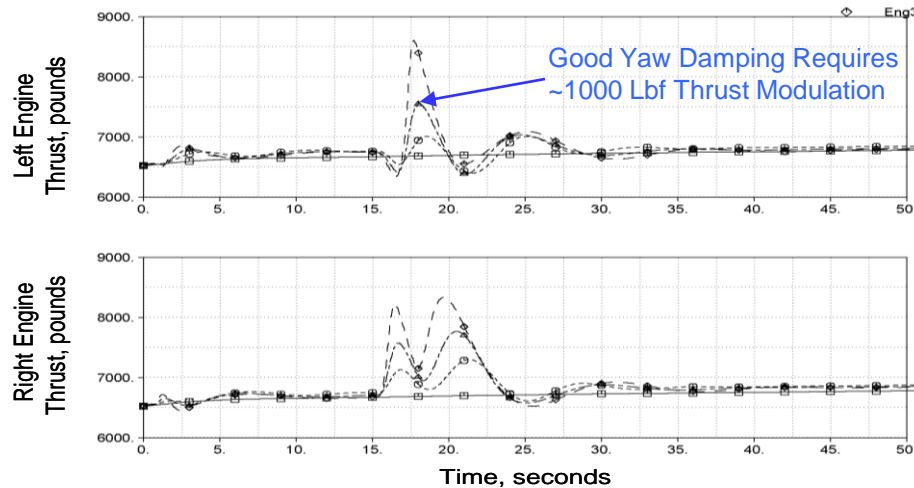 Eng3
9000.
8000.
7000.
6000.
Left Engine
Thrust, pounds
Good Yaw Damping Requires
~1000 Lbf Thrust Modulation
0. 5. 10. 15. 20. 25. 30. 35. 40. 45. 50
9000.
8000.
7000.
6000.
Right Engine
Thrust, pounds
0. 5. 10. 15. 20. 25. 30. 35. 40. 45. 50
Time, seconds